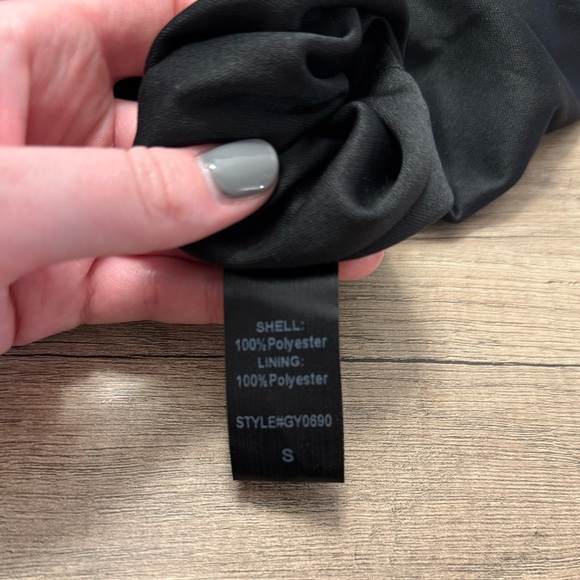 SHELL:
100%Polyester
LINING:
100%Polyester
STYLE#GY0690
S